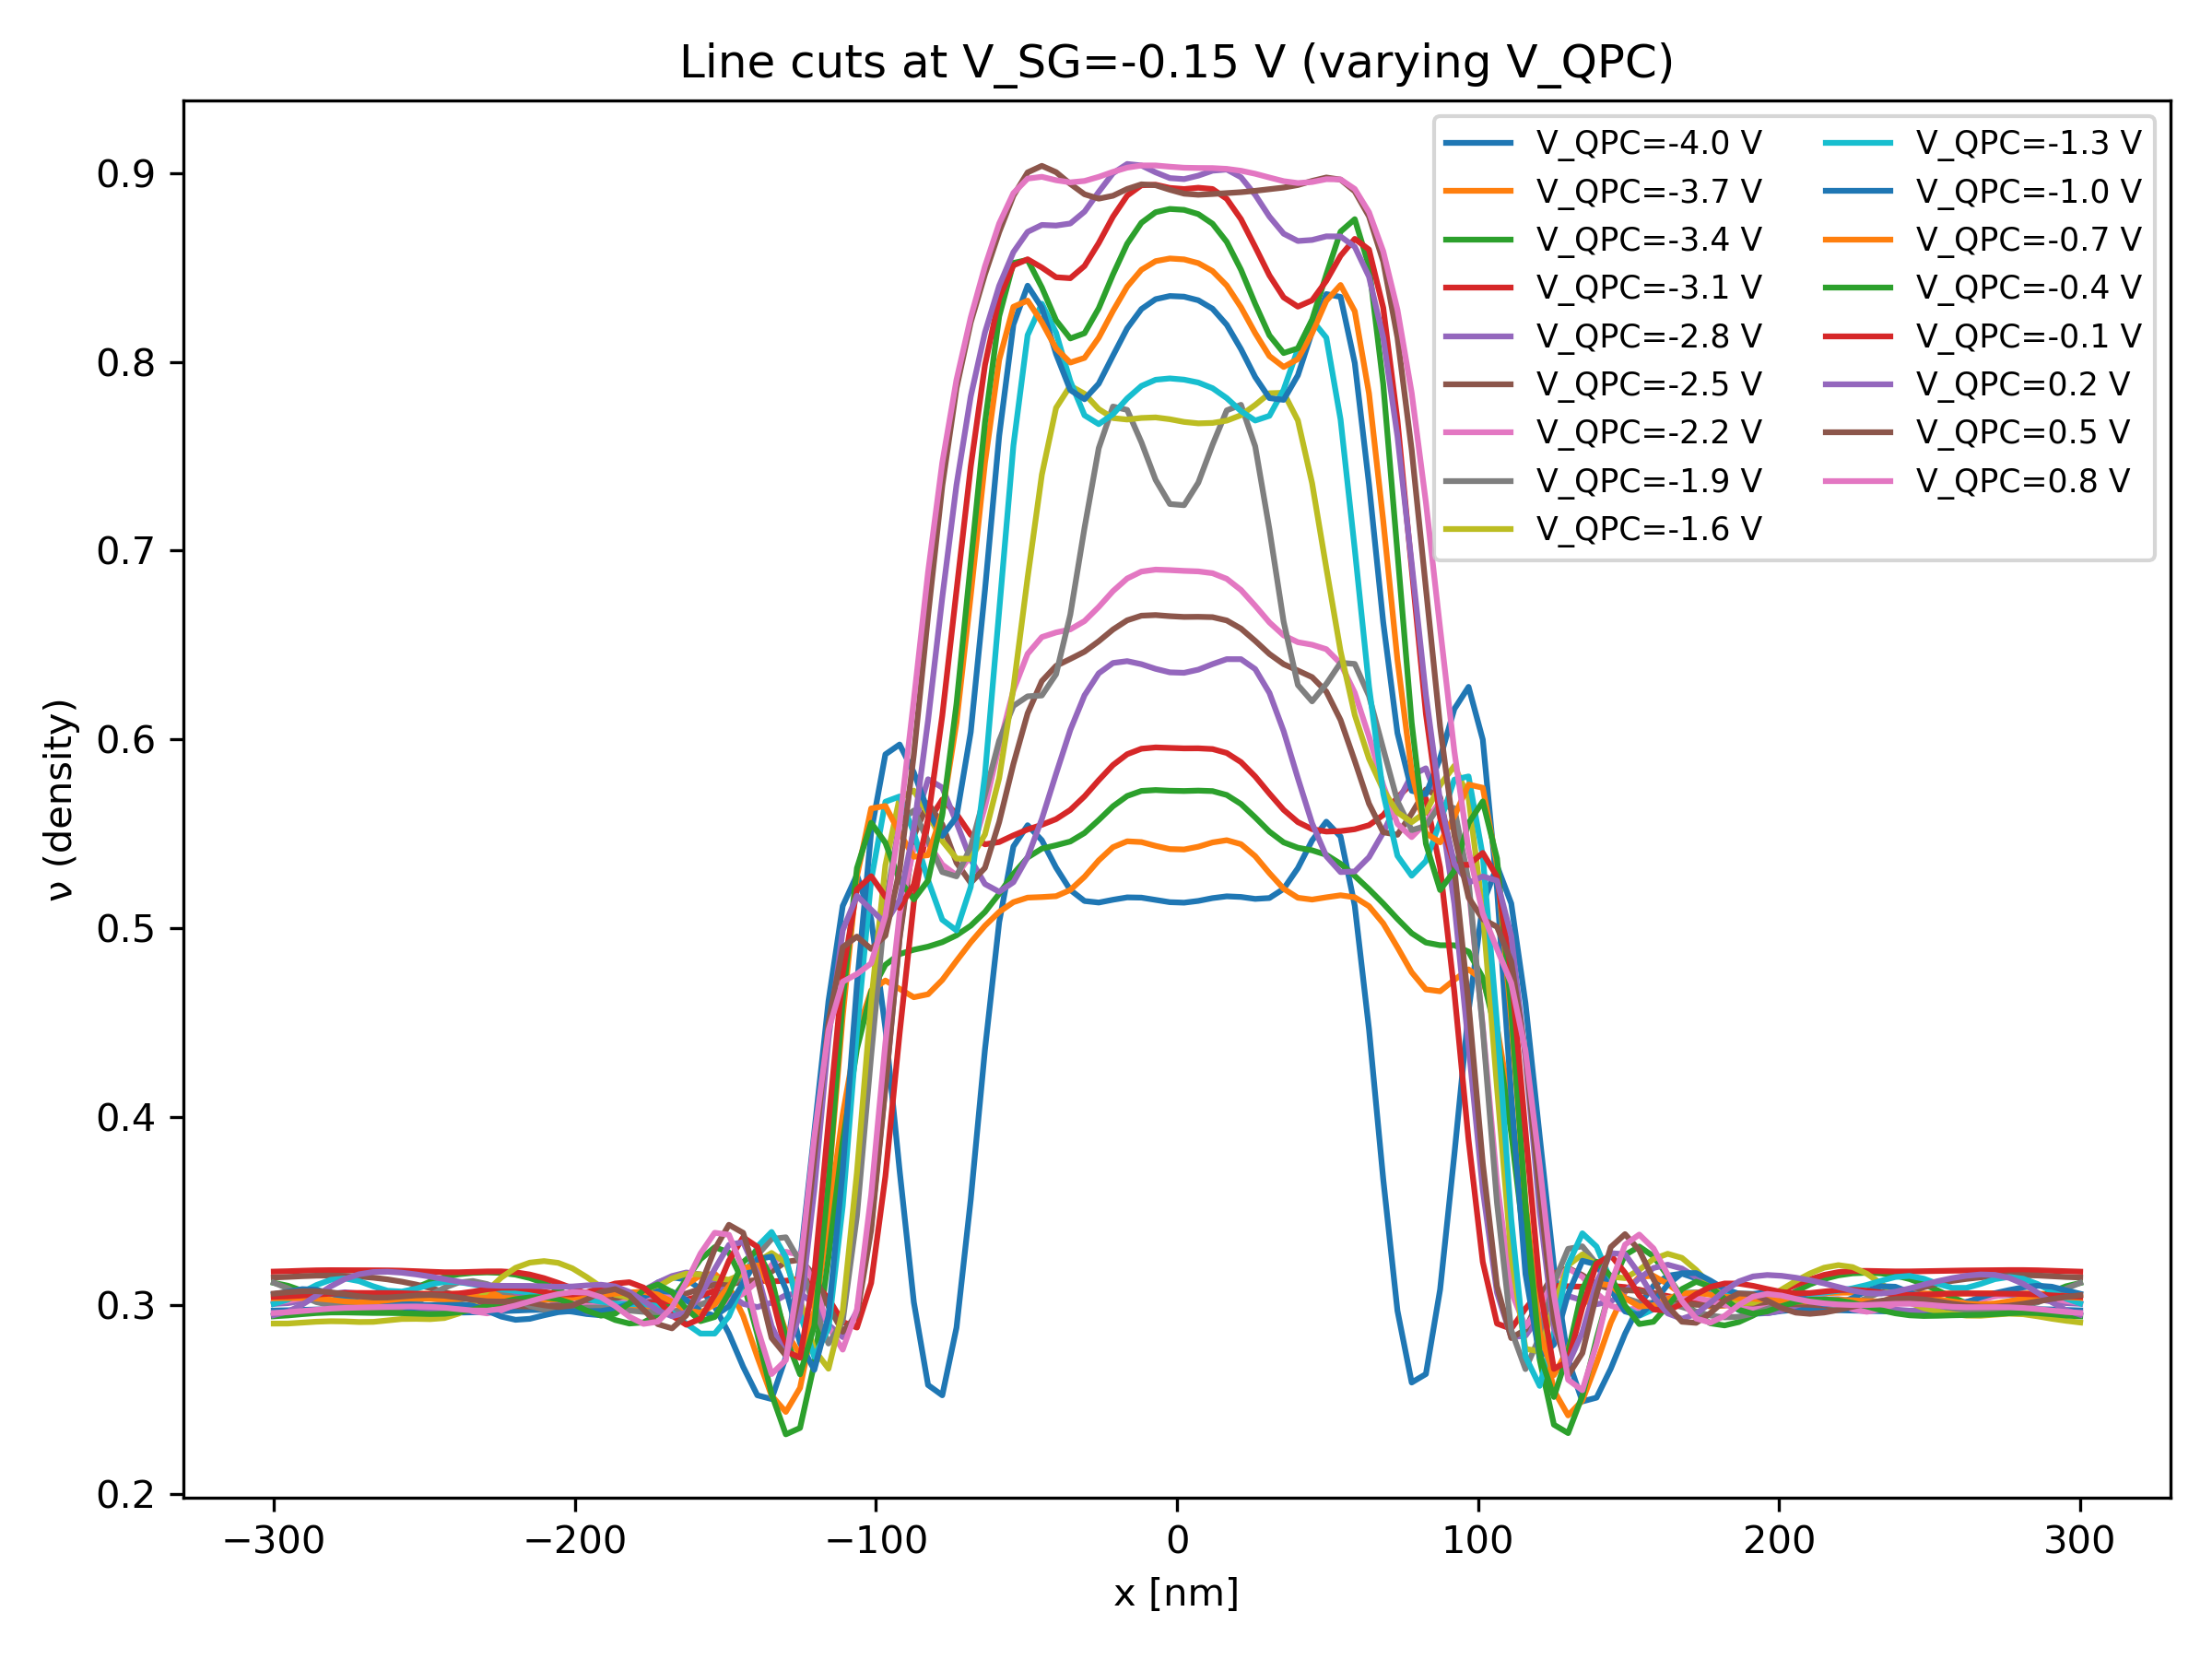 Line cuts at V_SG=-0.15 V (varying V_QPC)
V_QPC=-4.0 V
V_QPC=-3.7 V
V_QPC=-3.4 V
V_QPC=-3.1 V
V_QPC=-2.8 V
V_QPC=-2.5 V
V_QPC=-2.2 V
V_QPC=-1.9 V
V_QPC=-1.6 V
V_QPC=-1.3 V
V_QPC=-1.0 V
V_QPC=-0.7 V
V_QPC=-0.4 V
V_QPC=-0.1 V
V_QPC=0.2 V
V_QPC=0.5 V
V_QPC=0.8 V
ν (density)
0.9
0.8
0.7
0.6
0.5
0.4
0.3
0.2
−300 −200 −100 0 100 200 300
x [nm]